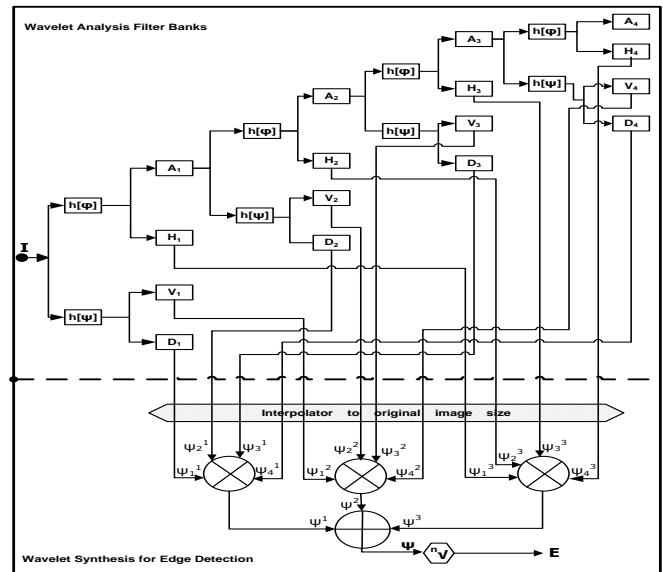 Wavelet Analysis Filter Banks
A₄
h[φ]
A₃
H₄
h[φ]
h[ψ]
V₄
A₂
H₃
h[φ]
h[ψ]
V₃
D₄
A₁
H₂
D₃
h[φ]
h[ψ]
V₂
I
H₁
D₂
h[ψ]
V₁
D₁
Interpolator to original image size
Ψ₂¹
Ψ₃¹
Ψ₂²
Ψ₃²
Ψ₂³
Ψ₃³
Ψ₁¹
Ψ₄¹
Ψ₁²
Ψ₄²
Ψ₁³
Ψ₄³
Ψ²
Ψ¹
Ψ³
Ψ
ⁿ√
E
Wavelet Synthesis for Edge Detection